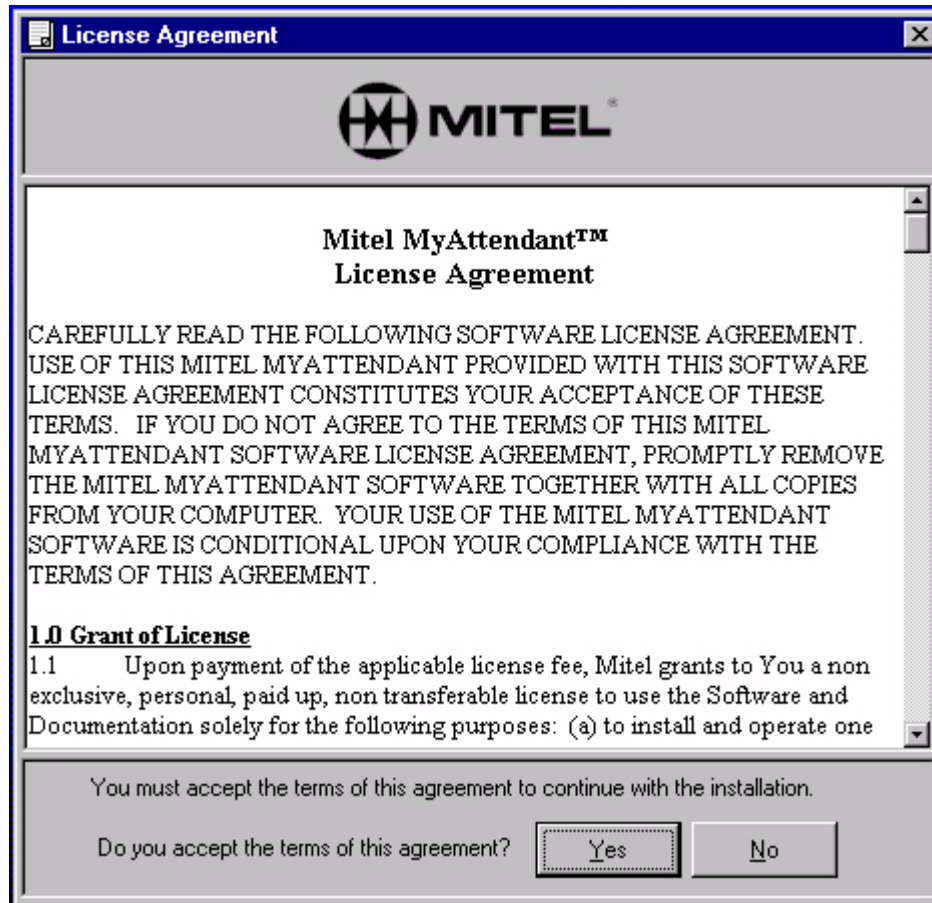 License Agreement
MITEL®
Mitel MyAttendant™
License Agreement
CAREFULLY READ THE FOLLOWING SOFTWARE LICENSE AGREEMENT.
USE OF THIS MITEL MYATTENDANT PROVIDED WITH THIS SOFTWARE
LICENSE AGREEMENT CONSTITUTES YOUR ACCEPTANCE OF THESE
TERMS.  IF YOU DO NOT AGREE TO THE TERMS OF THIS MITEL
MYATTENDANT SOFTWARE LICENSE AGREEMENT, PROMPTLY REMOVE
THE MITEL MYATTENDANT SOFTWARE TOGETHER WITH ALL COPIES
FROM YOUR COMPUTER.  YOUR USE OF THE MITEL MYATTENDANT
SOFTWARE IS CONDITIONAL UPON YOUR COMPLIANCE WITH THE
TERMS OF THIS AGREEMENT.
1.0 Grant of License
1.1 Upon payment of the applicable license fee, Mitel grants to You a non
exclusive, personal, paid up, non transferable license to use the Software and
Documentation solely for the following purposes:  (a) to install and operate one
You must accept the terms of this agreement to continue with the installation.
Do you accept the terms of this agreement? Yes No